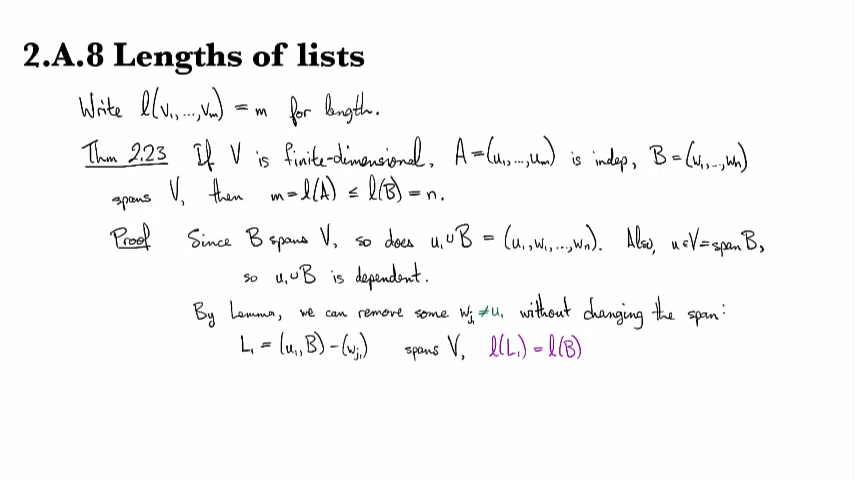 2.A.8 Lengths of lists
Write ℓ(v₁,...,vₘ) = m for length.
Thm 2.23 If V is finite-dimensional, A=(u₁,...,uₘ) is indep, B=(w₁,...,wₙ)
spans V, then m=ℓ(A) ≤ ℓ(B)=n.
Proof Since B spans V, so does u₁∪B = (u₁,w₁,...,wₙ). Also, u∈V=span B,
so u₁∪B is dependent.
By Lemma, we can remove some wⱼ₁≠u₁ without changing the span:
L₁ = (u₁,B)−(wⱼ₁) spans V, ℓ(L₁) = ℓ(B)